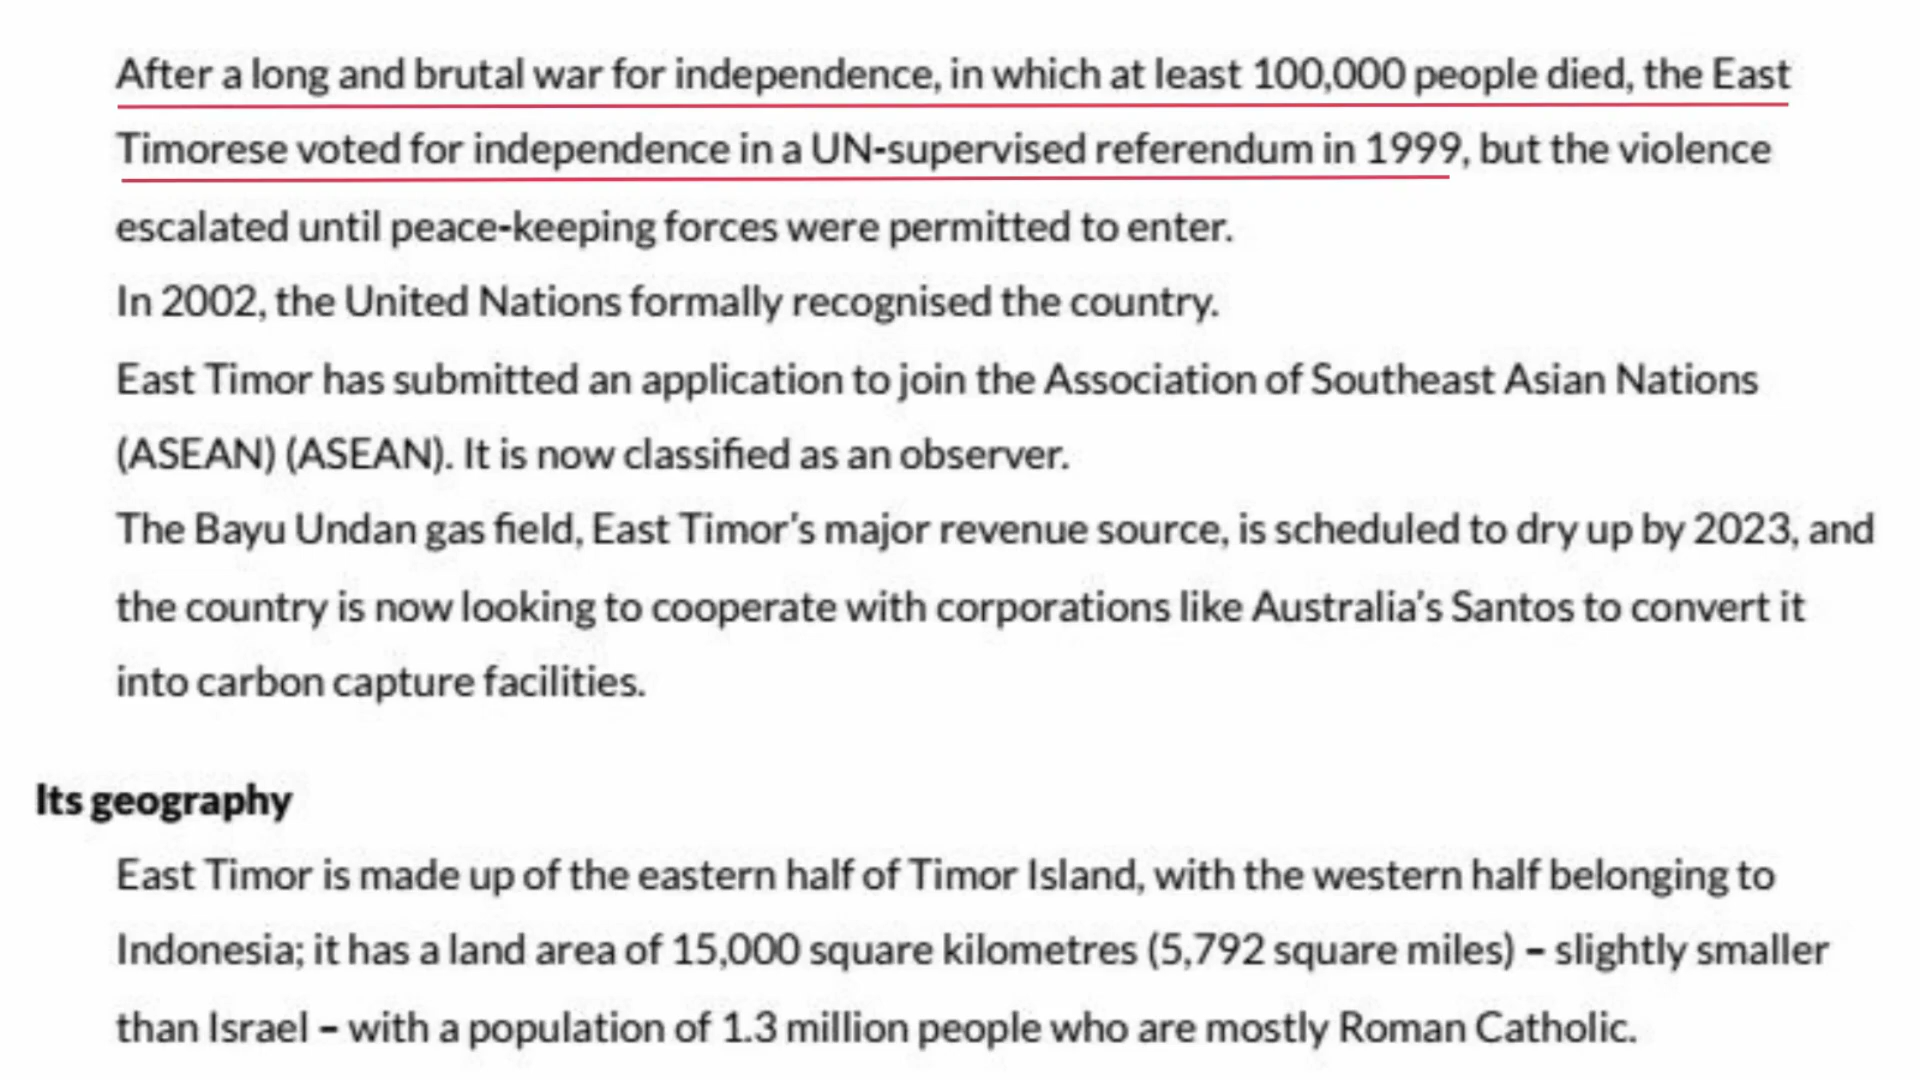 After a long and brutal war for independence, in which at least 100,000 people died, the East
Timorese voted for independence in a UN-supervised referendum in 1999, but the violence
escalated until peace-keeping forces were permitted to enter.
In 2002, the United Nations formally recognised the country.
East Timor has submitted an application to join the Association of Southeast Asian Nations
(ASEAN) (ASEAN). It is now classified as an observer.
The Bayu Undan gas field, East Timor's major revenue source, is scheduled to dry up by 2023, and
the country is now looking to cooperate with corporations like Australia's Santos to convert it
into carbon capture facilities.
Its geography
East Timor is made up of the eastern half of Timor Island, with the western half belonging to
Indonesia; it has a land area of 15,000 square kilometres (5,792 square miles) – slightly smaller
than Israel – with a population of 1.3 million people who are mostly Roman Catholic.